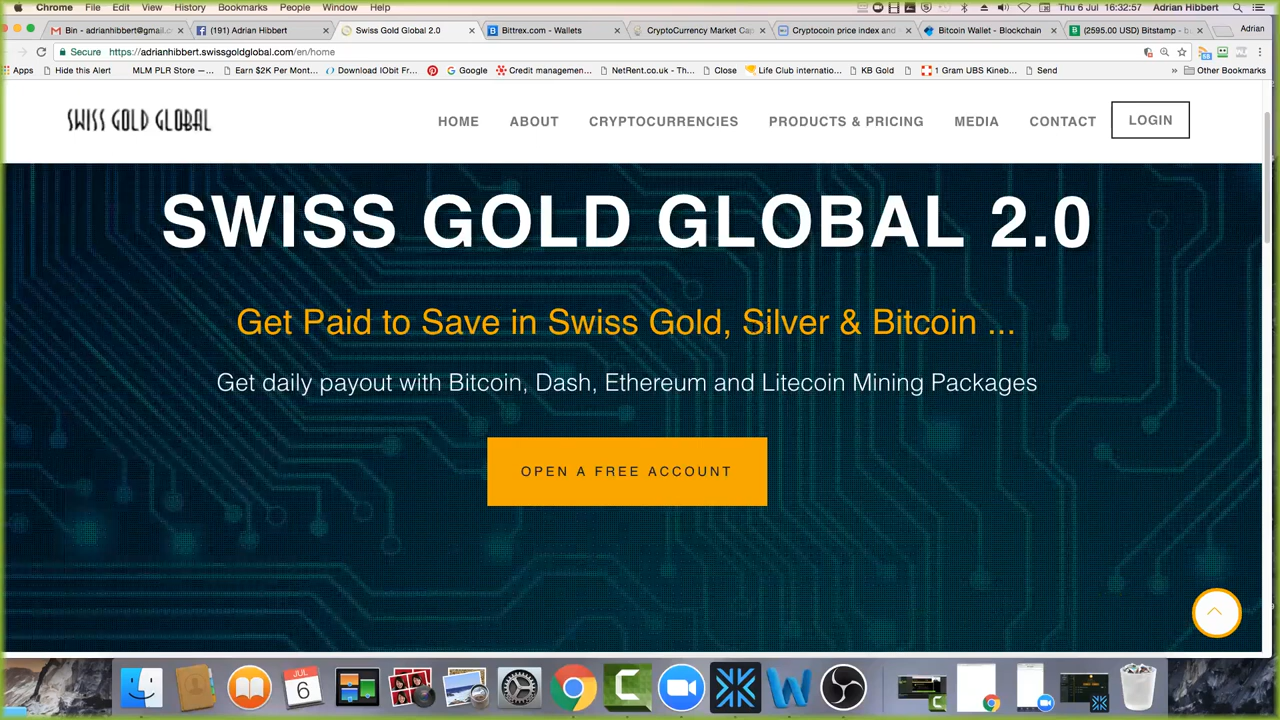 Chrome File Edit View History Bookmarks People Window Help Thu 6 Jul 16:32:57 Adrian Hibbert
Bin - adrianhibbert@gmail.c (191) Adrian Hibbert Swiss Gold Global 2.0 Bittrex.com - Wallets CryptoCurrency Market Cap Cryptocoin price index and Bitcoin Wallet - Blockchain (2595.00 USD) Bitstamp - bu Adrian
Secure https://adrianhibbert.swissgoldglobal.com/en/home
Apps Hide this Alert MLM PLR Store —... Earn $2K Per Mont... Download IObit Fr... Google Credit managemen... NetRent.co.uk - Th... Close Life Club internatio... KB Gold 1 Gram UBS Kineb... Send » Other Bookmarks
SWISS GOLD GLOBAL
HOME ABOUT CRYPTOCURRENCIES PRODUCTS & PRICING MEDIA CONTACT LOGIN
SWISS GOLD GLOBAL 2.0
Get Paid to Save in Swiss Gold, Silver & Bitcoin ...
Get daily payout with Bitcoin, Dash, Ethereum and Litecoin Mining Packages
OPEN A FREE ACCOUNT
JUL
6